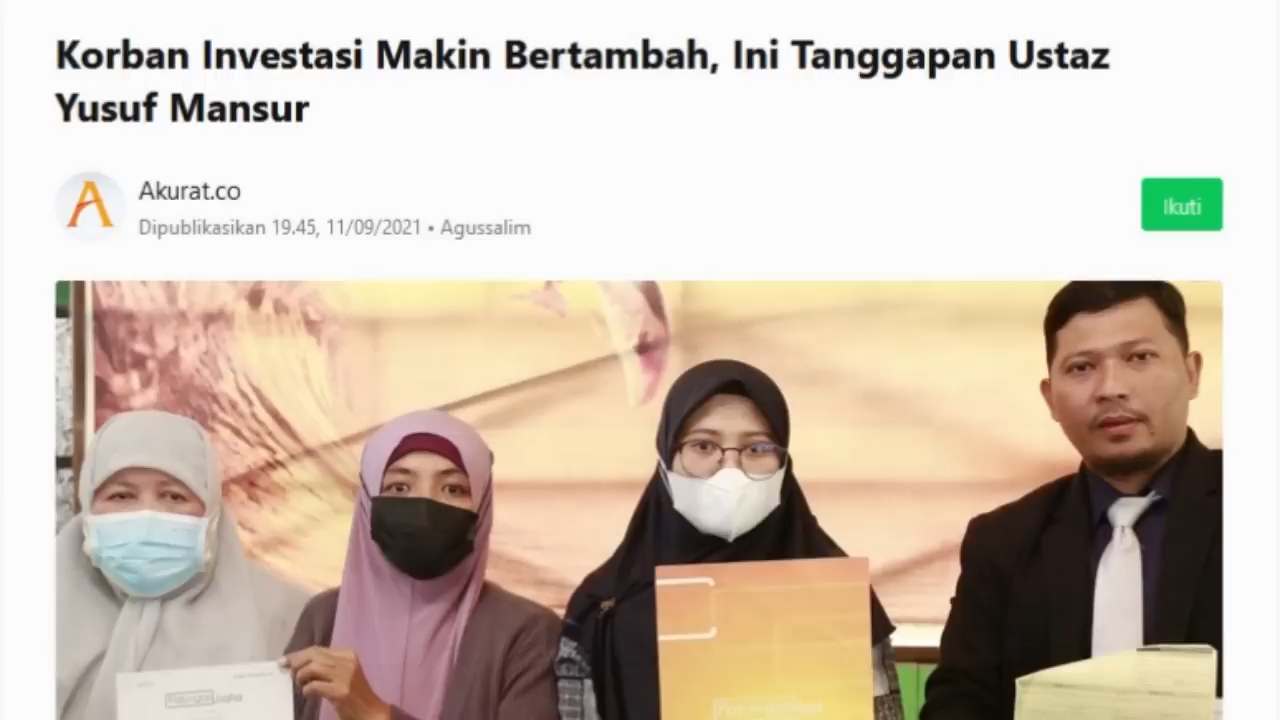 Korban Investasi Makin Bertambah, Ini Tanggapan Ustaz
Yusuf Mansur
Akurat.co
Dipublikasikan 19.45, 11/09/2021 • Agussalim
Ikuti